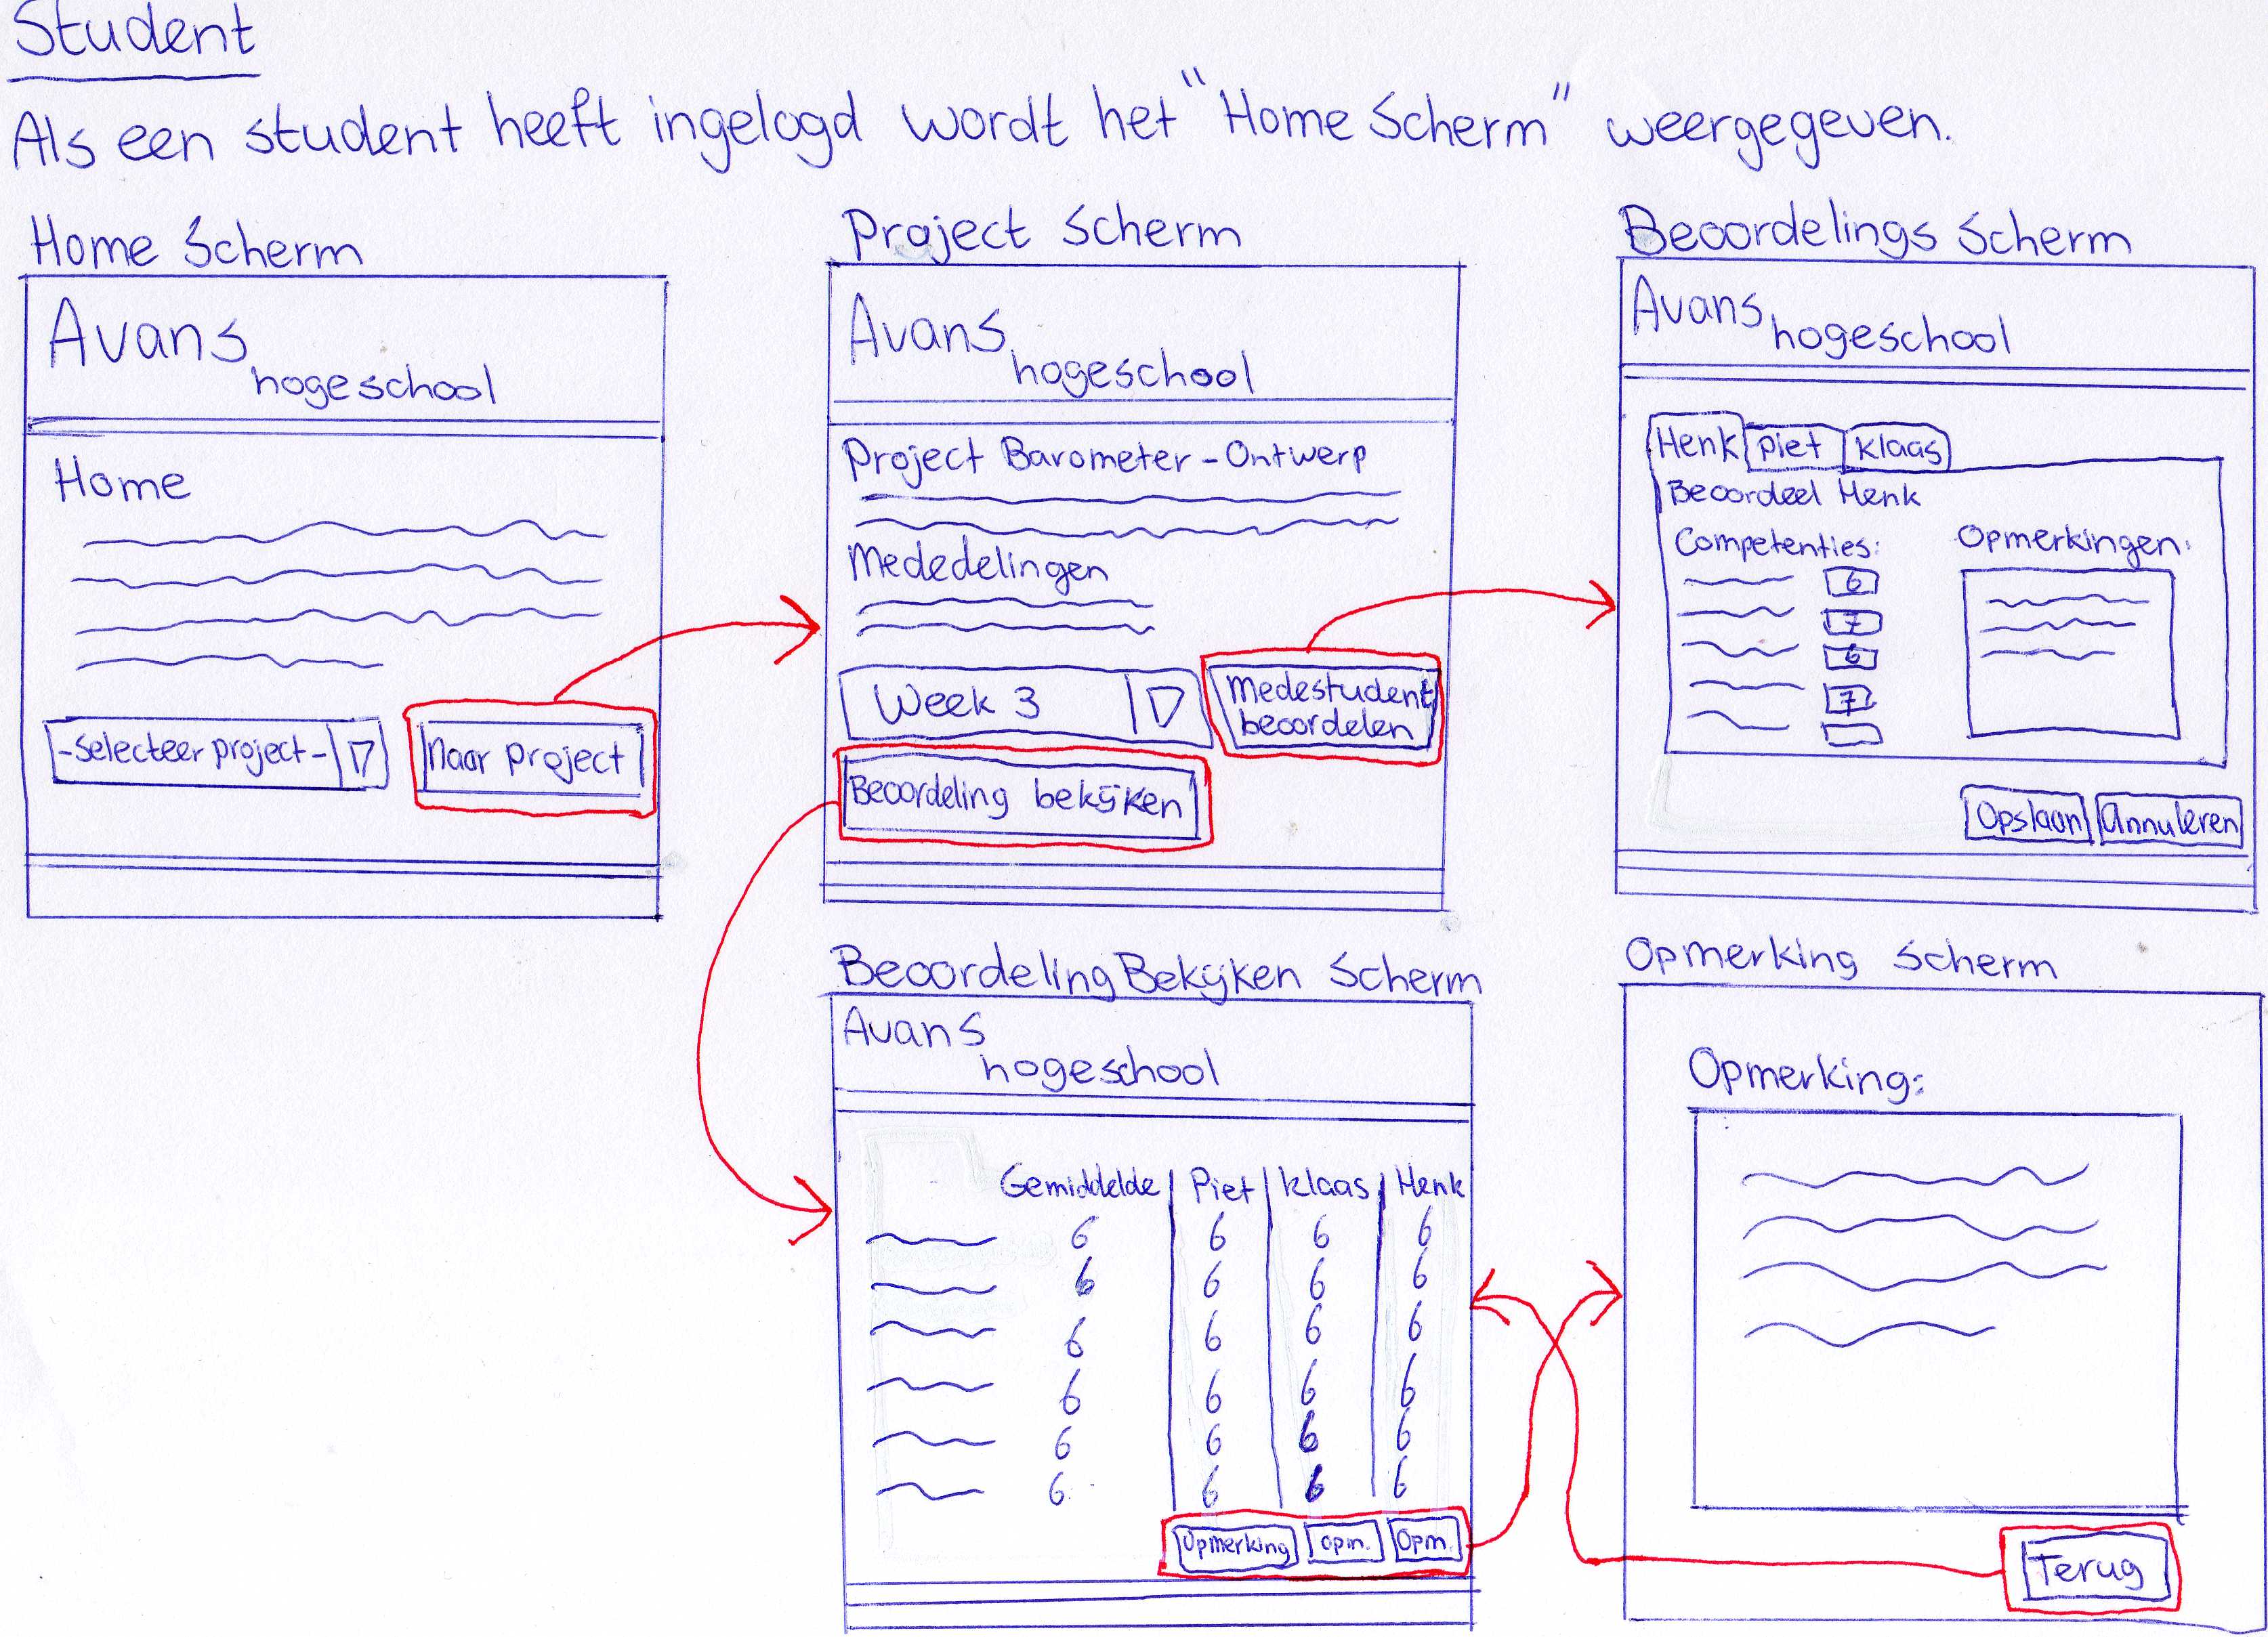 Student
Als een student heeft ingelogd wordt het "Home Scherm" weergegeven.
Home Scherm
Avans
hogeschool
Home
-Selecteer project-
Naar Project
Project Scherm
Avans
hogeschool
Project Barometer-Ontwerp
Mededelingen
Week 3
Medestudent
beoordelen
Beoordeling bekijken
Beoordelings Scherm
Avans
hogeschool
Henk Piet Klaas
Beoordeel Henk
Competenties: Opmerkingen:
6
7
6
7
Opslaan Annuleren
Beoordeling Bekijken Scherm
Avans
hogeschool
Gemiddelde Piet Klaas Henk
6 6 6 6
6 6 6 6
6 6 6 6
6 6 6 6
6 6 6 6
6 6 6 6
Opmerking opm. Opm.
Opmerking Scherm
Opmerking:
Terug